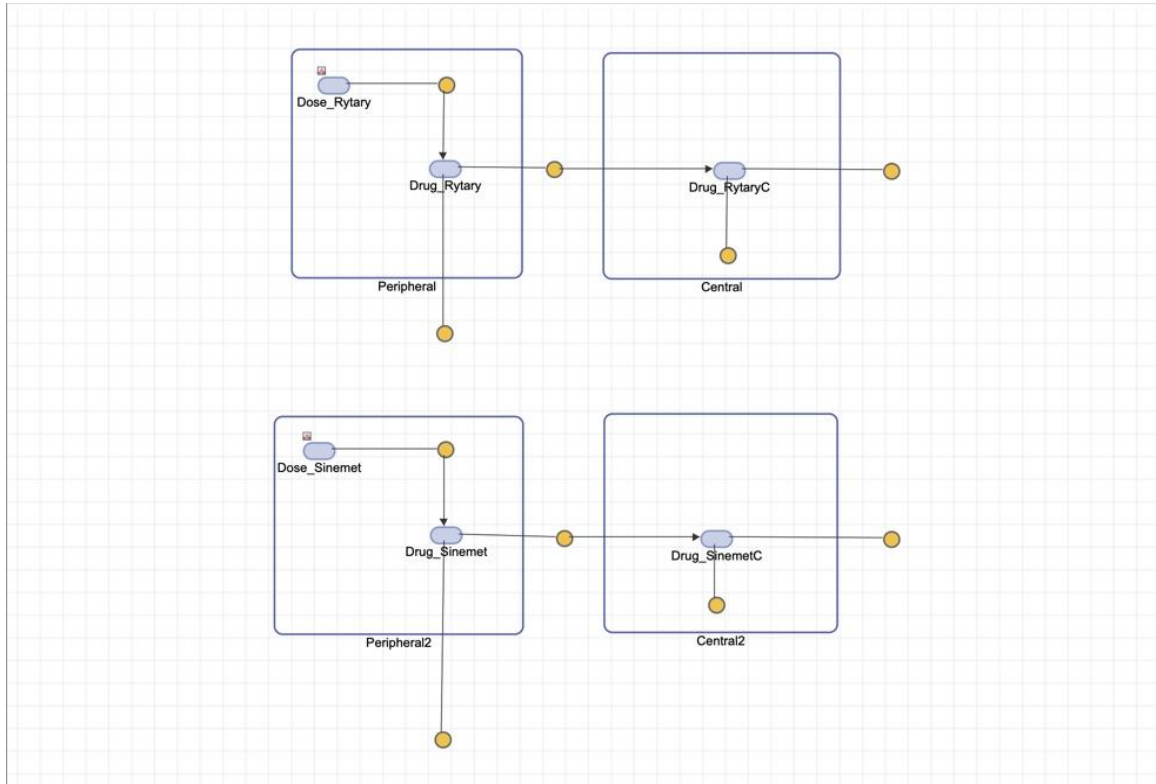 Dose_Rytary
Drug_Rytary
Drug_RytaryC
Peripheral
Central
Dose_Sinemet
Drug_Sinemet
Drug_SinemetC
Peripheral2
Central2